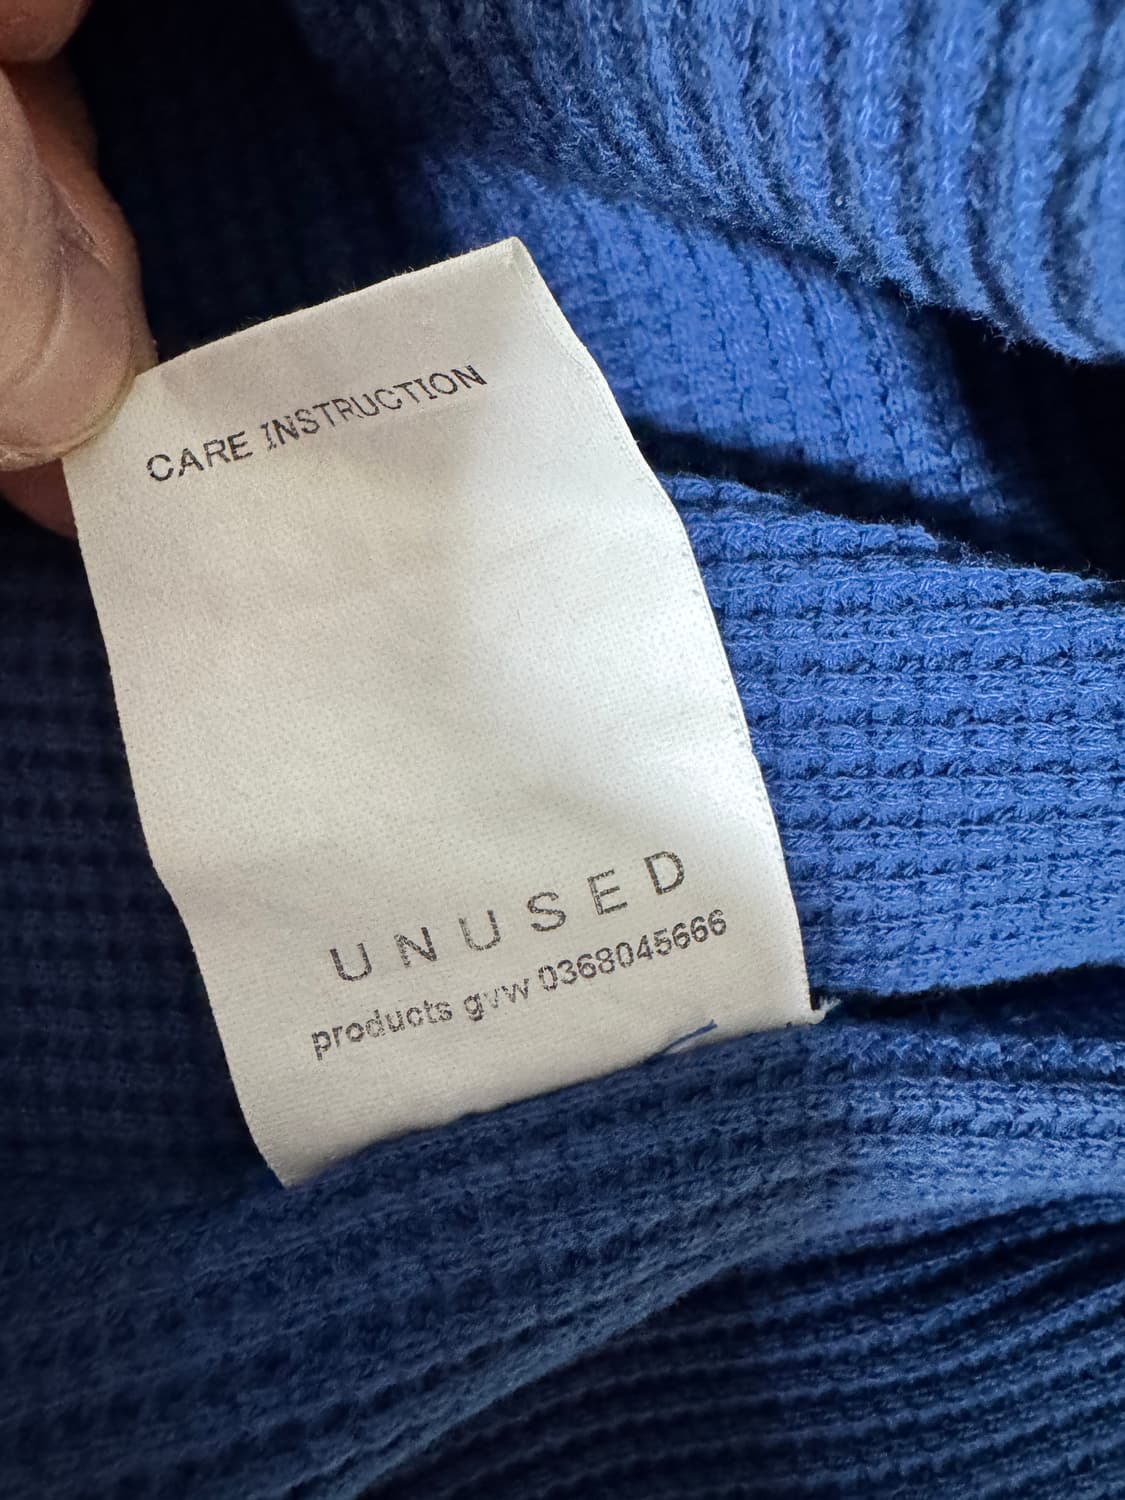 CARE INSTRUCTION
UNUSED
products gvw 0368045666